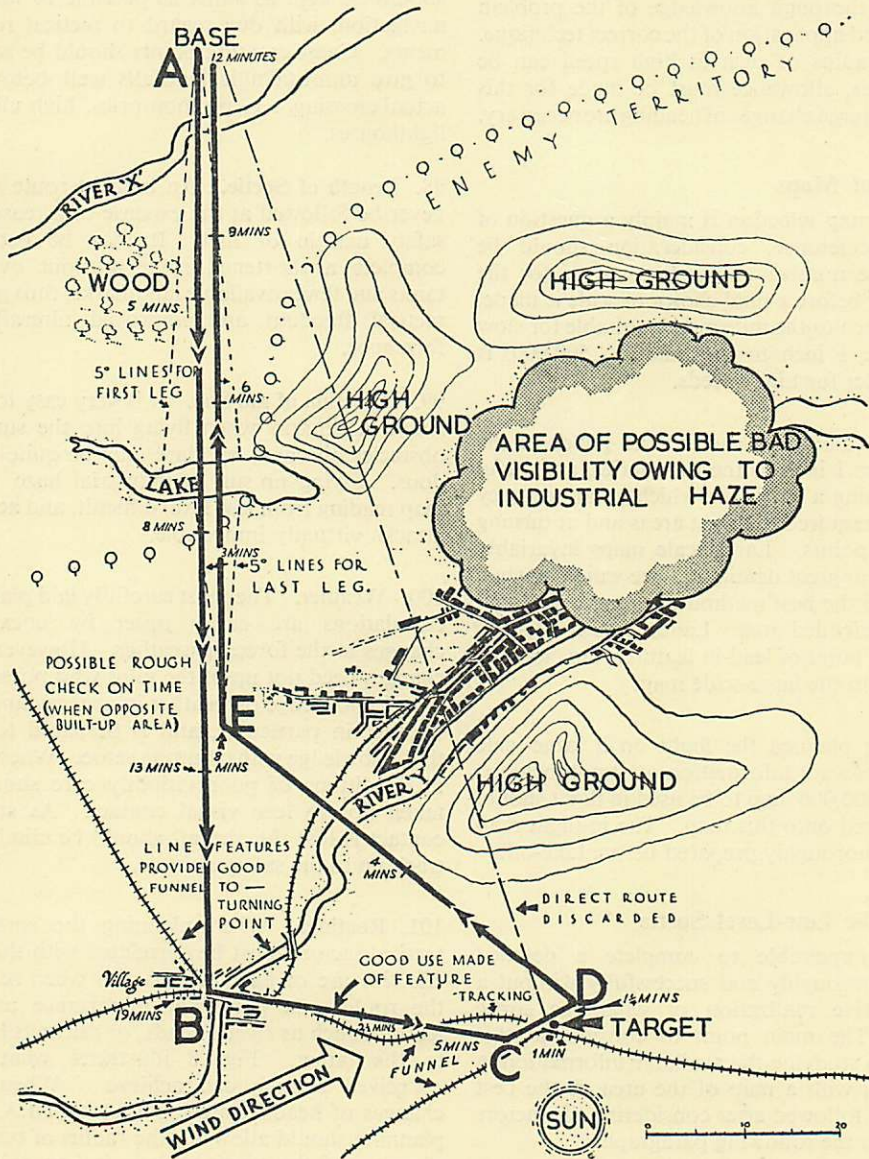 BASE
A
12 MINUTES
ENEMY TERRITORY
RIVER 'X'
9 MINS
WOOD
5 MINS
HIGH GROUND
5° LINES FOR
FIRST LEG
6
MINS
HIGH
GROUND
AREA OF POSSIBLE BAD
VISIBILITY OWING TO
INDUSTRIAL HAZE
LAKE
8 MINS
3MINS
5° LINES FOR
LAST LEG.
POSSIBLE ROUGH
CHECK ON TIME
(WHEN OPPOSITE
BUILT-UP AREA)
E
8
13 MINS
MINS
RIVER 'Y'
HIGH GROUND
LINE FEATURES
PROVIDE GOOD
FUNNEL TO —
TURNING
POINT
4
MINS
DIRECT ROUTE
DISCARDED
GOOD USE MADE
OF FEATURE
Village
19 MINS
B
TRACKING
D
1½ MINS
2½ MINS
TARGET
5MINS
C
1 MIN
FUNNEL
WIND DIRECTION
SUN
0
10
20